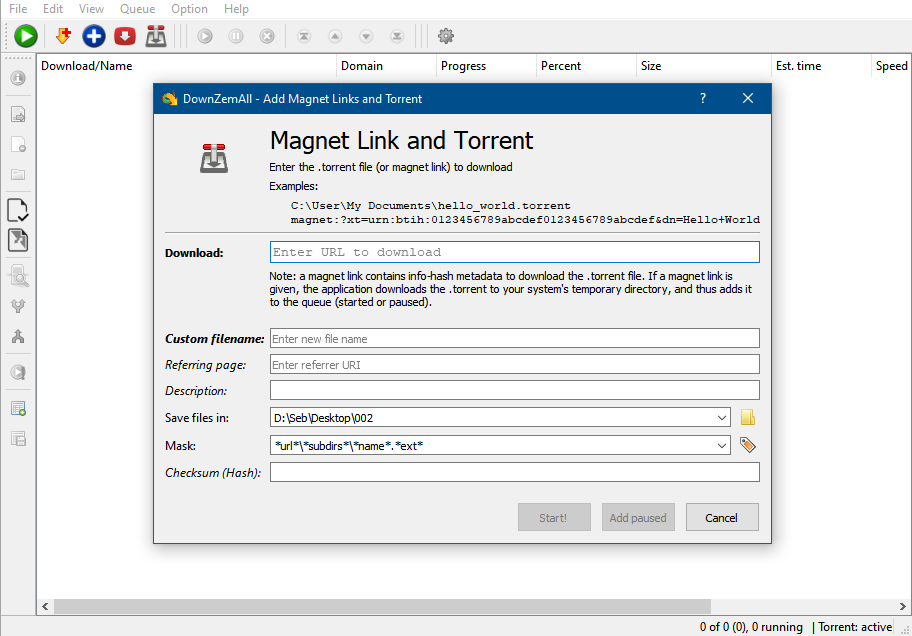 File Edit View Queue Option Help
Download/Name Domain Progress Percent Size Est. time Speed
DownZemAll - Add Magnet Links and Torrent ?
Magnet Link and Torrent
Enter the .torrent file (or magnet link) to download
Examples:
C:\User\My Documents\hello_world.torrent
magnet:?xt=urn:btih:0123456789abcdef0123456789abcdef&dn=Hello+World
Download: Enter URL to download
Note: a magnet link contains info-hash metadata to download the .torrent file. If a magnet link is
given, the application downloads the .torrent to your system's temporary directory, and thus adds it
to the queue (started or paused).
Custom filename: Enter new file name
Referring page: Enter referrer URI
Description:
Save files in: D:\Seb\Desktop\002
Mask: *url*\*subdirs*\*name*.*ext*
Checksum (Hash):
Start! Add paused Cancel
0 of 0 (0), 0 running | Torrent: active